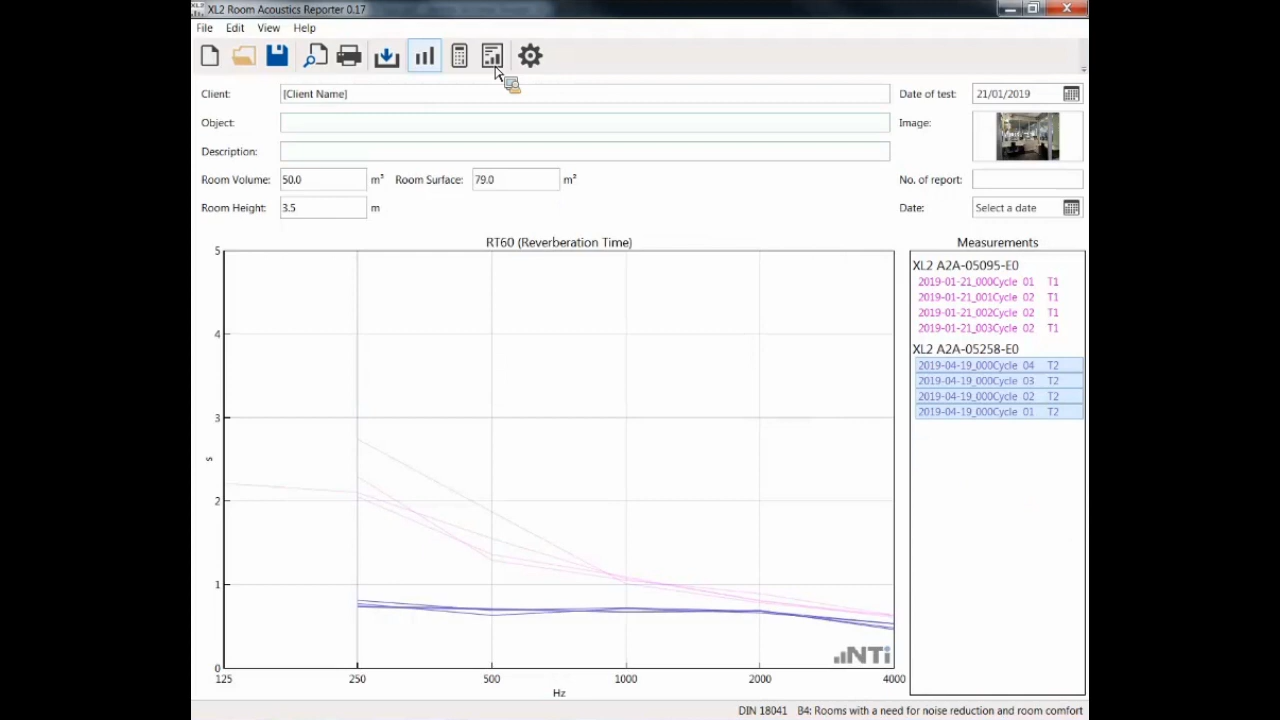 XL2 Room Acoustics Reporter 0.17
File Edit View Help
Client: [Client Name] Date of test: 21/01/2019
Object: Image:
Description:
Room Volume: 50.0 m³ Room Surface: 79.0 m² No. of report:
Room Height: 3.5 m Date: Select a date
RT60 (Reverberation Time) Measurements
XL2 A2A-05095-E0
2019-01-21_000Cycle 01 T1
2019-01-21_001Cycle 02 T1
2019-01-21_002Cycle 02 T1
2019-01-21_003Cycle 02 T1
XL2 A2A-05258-E0
2019-04-19_000Cycle 04 T2
2019-04-19_000Cycle 03 T2
2019-04-19_000Cycle 02 T2
2019-04-19_000Cycle 01 T2
5
4
3
s
2
1
0
NTi
125 250 500 1000 2000 4000
Hz
DIN 18041 B4: Rooms with a need for noise reduction and room comfort